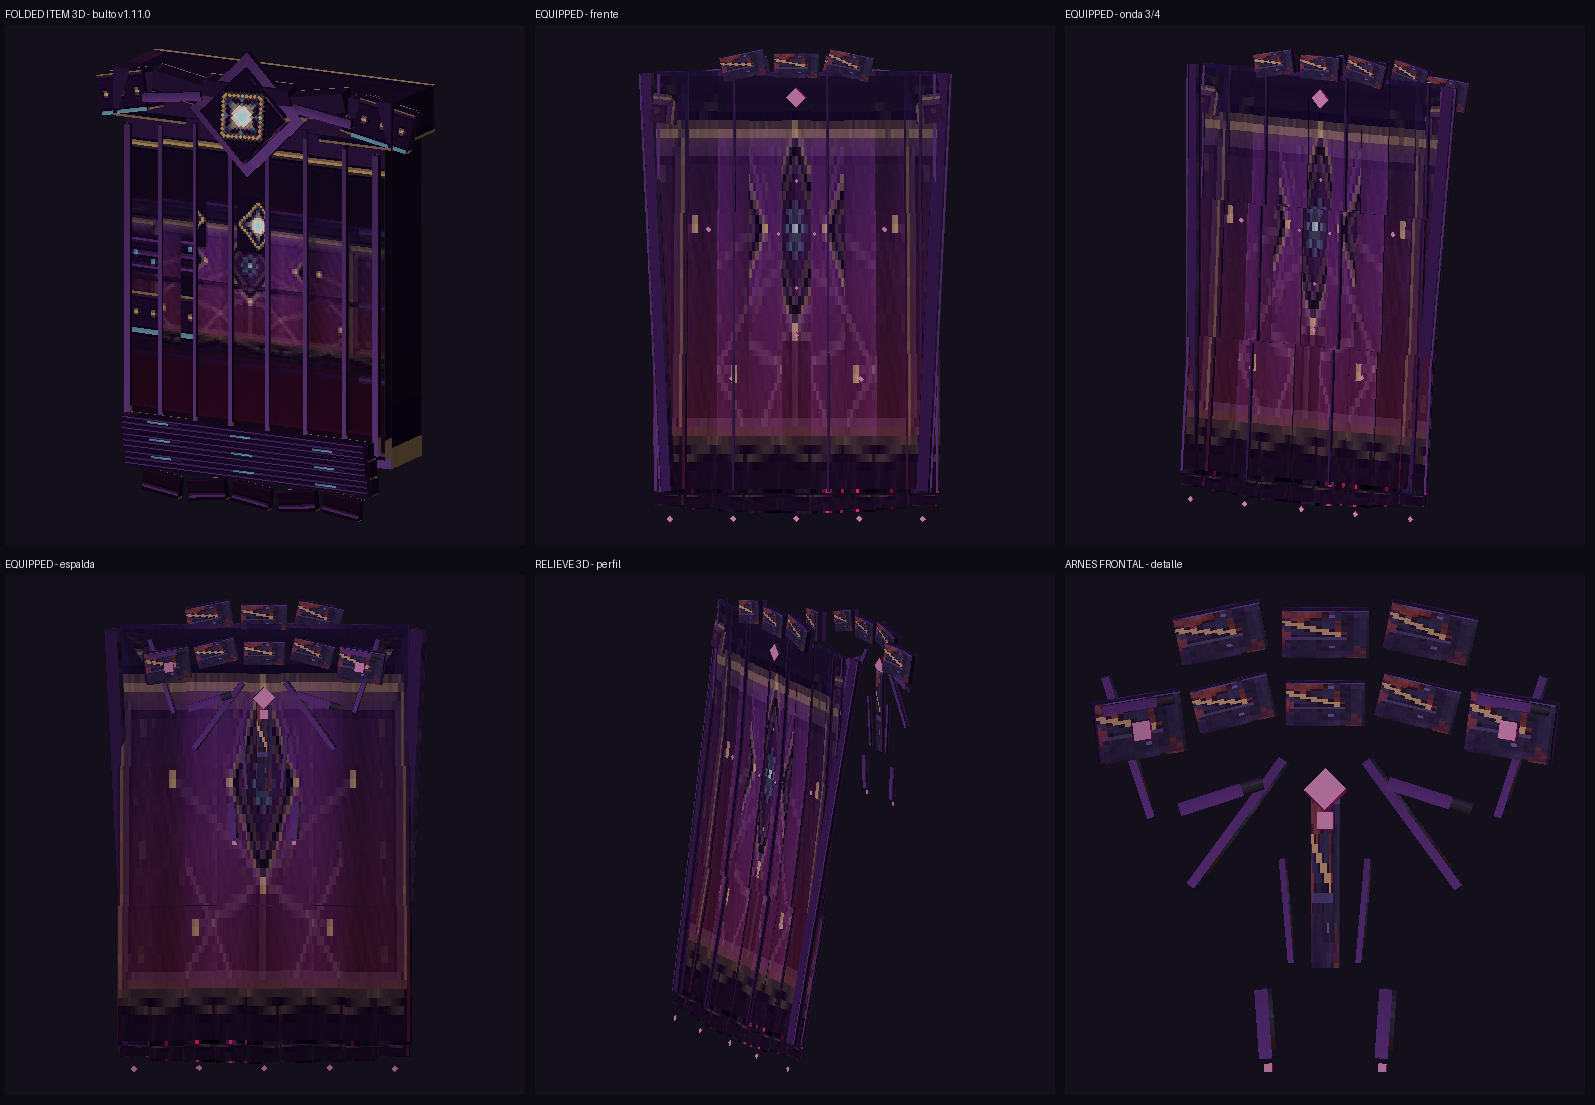 FOLDED ITEM 3D - bulto v1.11.0
EQUIPPED - frente
EQUIPPED - onda 3/4
EQUIPPED - espalda
RELIEVE 3D - perfil
ARNES FRONTAL - detalle